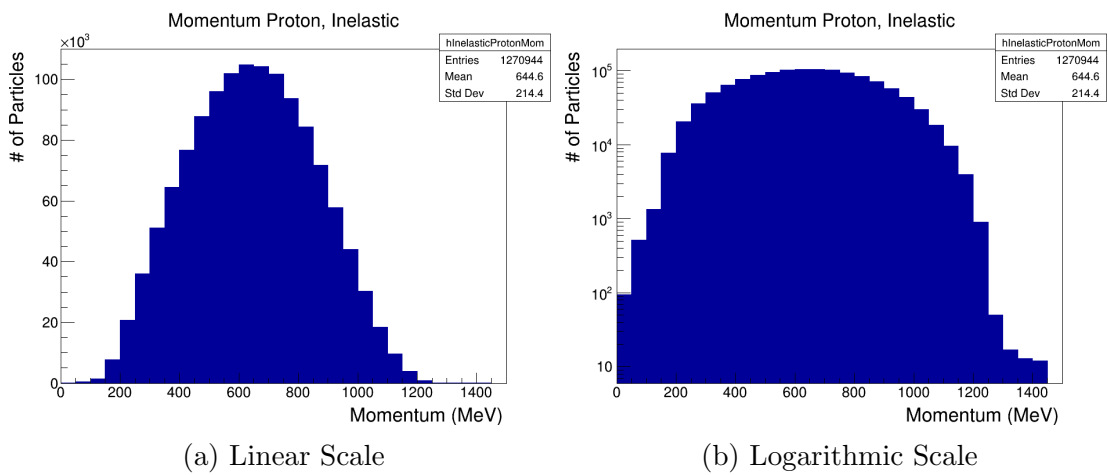 Momentum Proton, Inelastic
×10³
hInelasticProtonMom
Entries 1270944
Mean 644.6
Std Dev 214.4
# of Particles
100
80
60
40
20
0
0 200 400 600 800 1000 1200 1400
Momentum (MeV)
(a) Linear Scale
Momentum Proton, Inelastic
hInelasticProtonMom
Entries 1270944
Mean 644.6
Std Dev 214.4
# of Particles
10⁵
10⁴
10³
10²
10
0 200 400 600 800 1000 1200 1400
Momentum (MeV)
(b) Logarithmic Scale